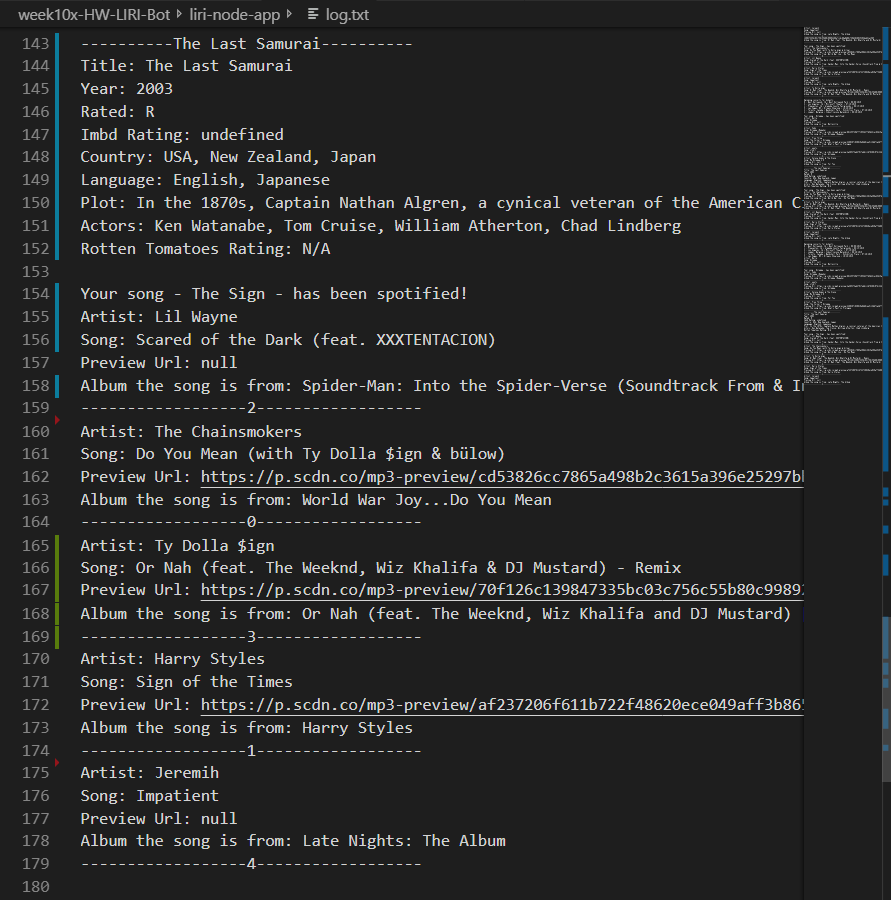 week10x-HW-LIRI-Bot liri-node-app log.txt
143 ----------The Last Samurai----------
144 Title: The Last Samurai
145 Year: 2003
146 Rated: R
147 Imbd Rating: undefined
148 Country: USA, New Zealand, Japan
149 Language: English, Japanese
150 Plot: In the 1870s, Captain Nathan Algren, a cynical veteran of the American C
151 Actors: Ken Watanabe, Tom Cruise, William Atherton, Chad Lindberg
152 Rotten Tomatoes Rating: N/A
153
154 Your song - The Sign - has been spotified!
155 Artist: Lil Wayne
156 Song: Scared of the Dark (feat. XXXTENTACION)
157 Preview Url: null
158 Album the song is from: Spider-Man: Into the Spider-Verse (Soundtrack From & I
159 ------------------2------------------
160 Artist: The Chainsmokers
161 Song: Do You Mean (with Ty Dolla $ign & bülow)
162 Preview Url: https://p.scdn.co/mp3-preview/cd53826cc7865a498b2c3615a396e25297b
163 Album the song is from: World War Joy...Do You Mean
164 ------------------0------------------
165 Artist: Ty Dolla $ign
166 Song: Or Nah (feat. The Weeknd, Wiz Khalifa & DJ Mustard) - Remix
167 Preview Url: https://p.scdn.co/mp3-preview/70f126c139847335bc03c756c55b80c9989
168 Album the song is from: Or Nah (feat. The Weeknd, Wiz Khalifa and DJ Mustard)
169 ------------------3------------------
170 Artist: Harry Styles
171 Song: Sign of the Times
172 Preview Url: https://p.scdn.co/mp3-preview/af237206f611b722f48620ece049aff3b86
173 Album the song is from: Harry Styles
174 ------------------1------------------
175 Artist: Jeremih
176 Song: Impatient
177 Preview Url: null
178 Album the song is from: Late Nights: The Album
179 ------------------4------------------
180